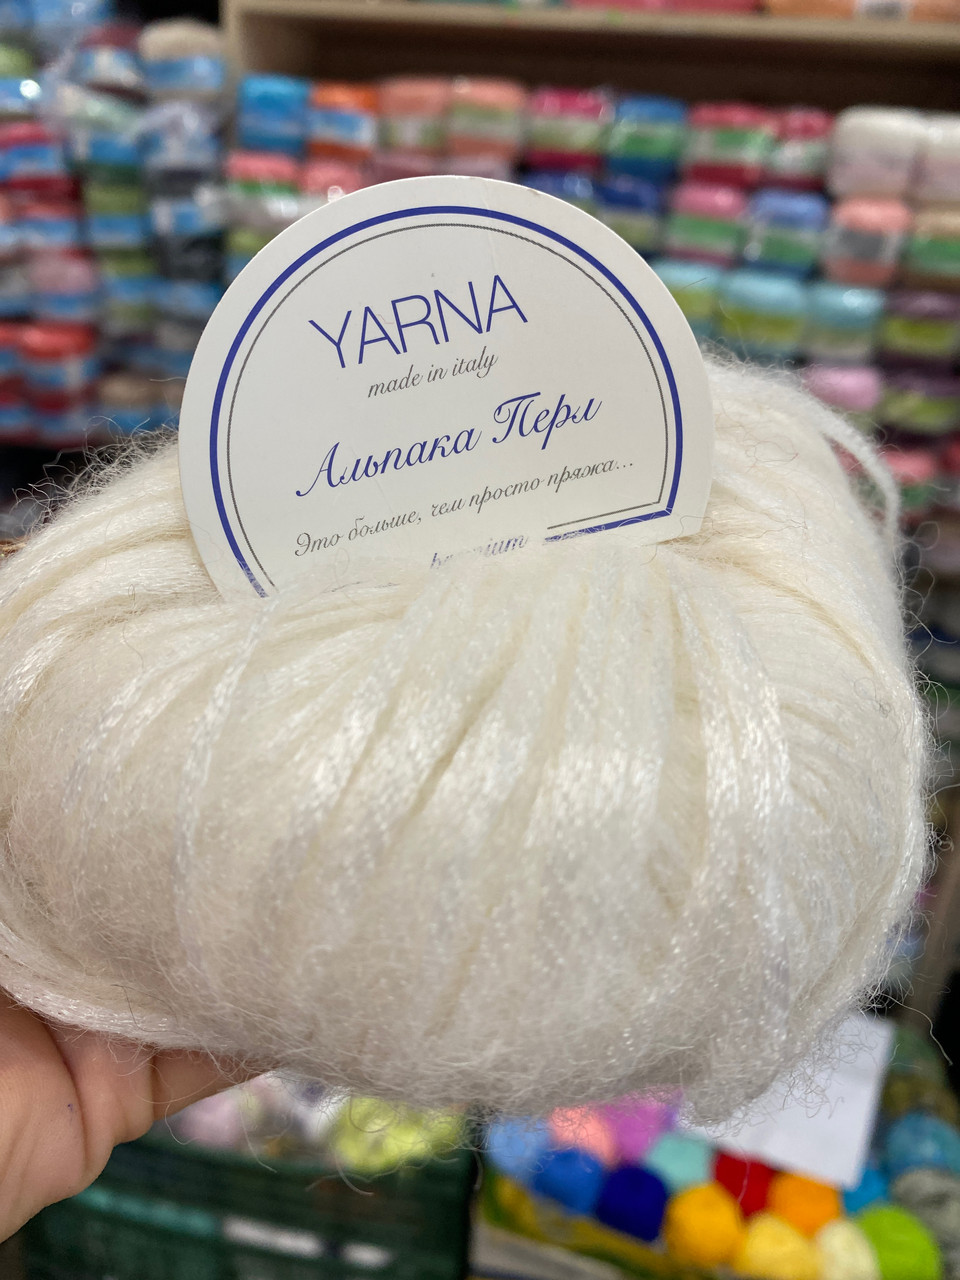 YARNA
made in italy
Альпака Перл
Это больше, чем просто пряжа...